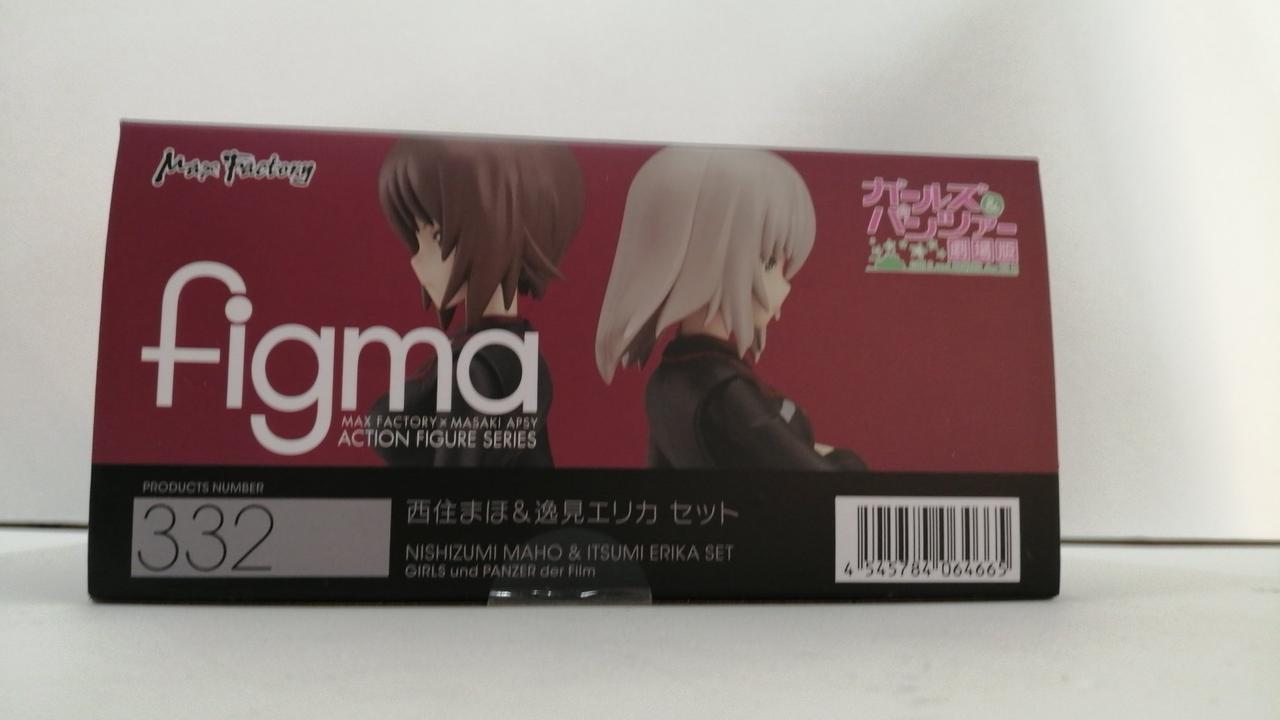 Max Factory
ガールズ&
パンツァー
劇場版
figma
MAX FACTORY×MASAKI APSY
ACTION FIGURE SERIES
PRODUCTS NUMBER
332
西住まほ&逸見エリカ セット
NISHIZUMI MAHO & ITSUMI ERIKA SET
GIRLS und PANZER der Film
4 545784 064665